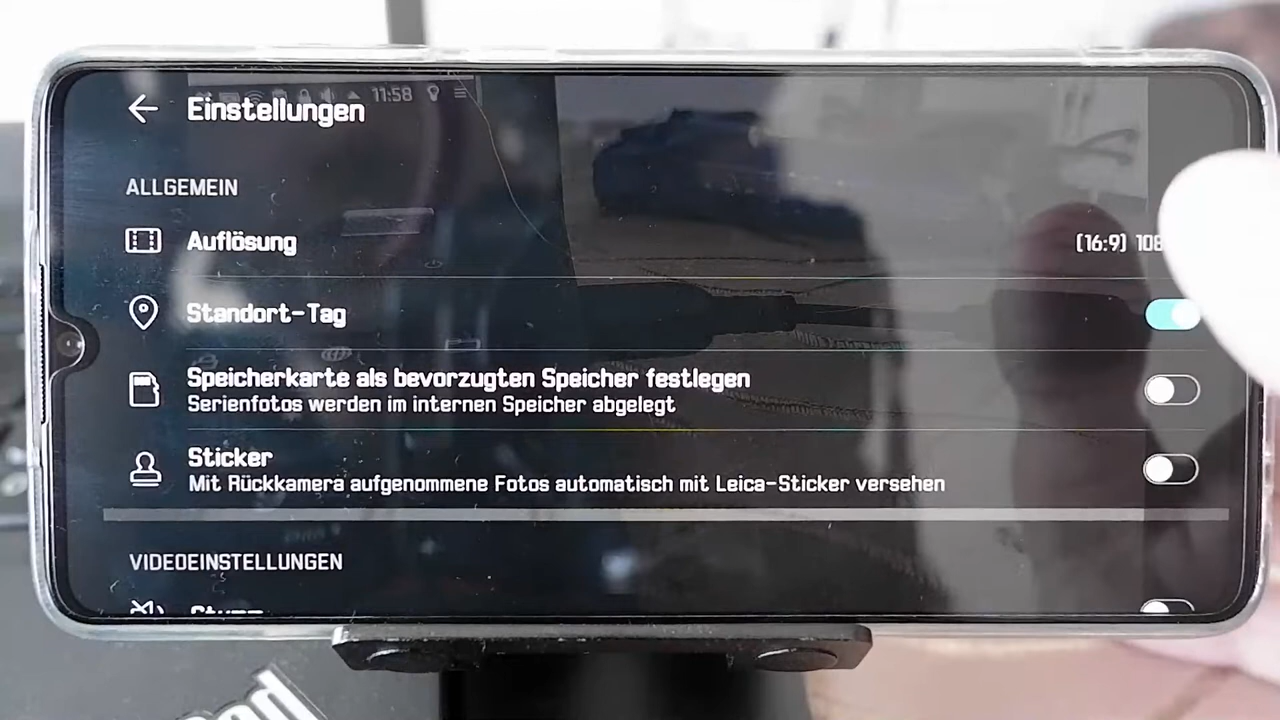 11:58
Einstellungen
ALLGEMEIN
Auflösung
[16:9] 108
Standort-Tag
Speicherkarte als bevorzugten Speicher festlegen
Serienfotos werden im internen Speicher abgelegt
Sticker
Mit Rückkamera aufgenommene Fotos automatisch mit Leica-Sticker versehen
VIDEOEINSTELLUNGEN